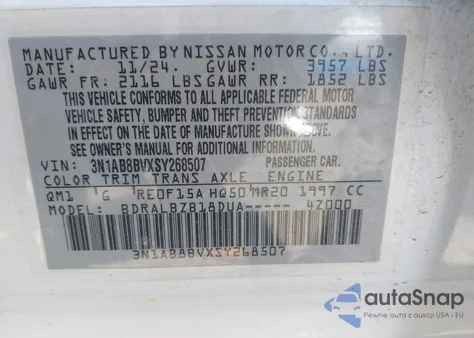 MANUFACTURED BY NISSAN MOTOR CO., LTD.
DATE: 11/24. GVWR: 3957 LBS
GAWR FR: 2116 LBS GAWR RR: 1852 LBS
THIS VEHICLE CONFORMS TO ALL APPLICABLE FEDERAL MOTOR
VEHICLE SAFETY, BUMPER, AND THEFT PREVENTION STANDARDS
IN EFFECT ON THE DATE OF MANUFACTURE SHOWN ABOVE.
SEE OWNER'S MANUAL FOR ADDITIONAL INFORMATION.
VIN: 3N1AB8BVXSY268507 PASSENGER CAR.
COLOR TRIM TRANS AXLE ENGINE
QM1 G RE0F15A HQ50 MR20 1997 CC
MODEL: BDRALBZB18DUA----- 4Z000
3N1AB8BVXSY268507
autoSnap
Pewne auta z aukcji USA i EU